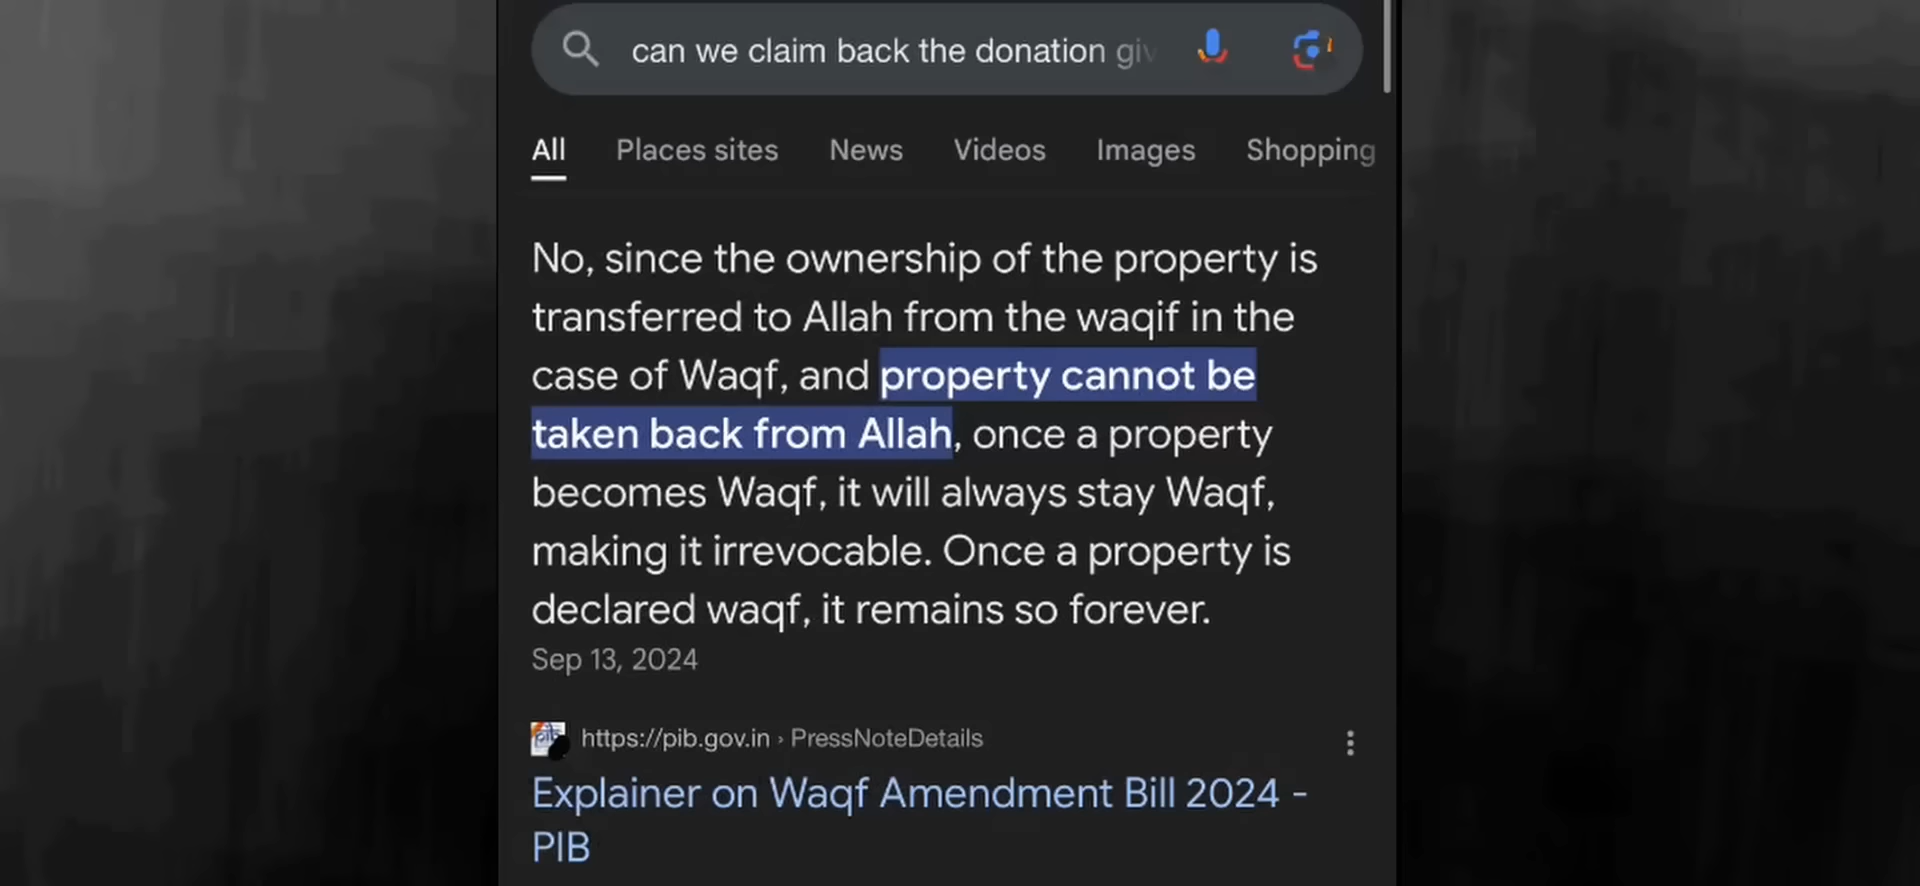 can we claim back the donation giv
All Places sites News Videos Images Shopping
No, since the ownership of the property is
transferred to Allah from the waqif in the
case of Waqf, and property cannot be
taken back from Allah, once a property
becomes Waqf, it will always stay Waqf,
making it irrevocable. Once a property is
declared waqf, it remains so forever.
Sep 13, 2024
https://pib.gov.in › PressNoteDetails
Explainer on Waqf Amendment Bill 2024 -
PIB